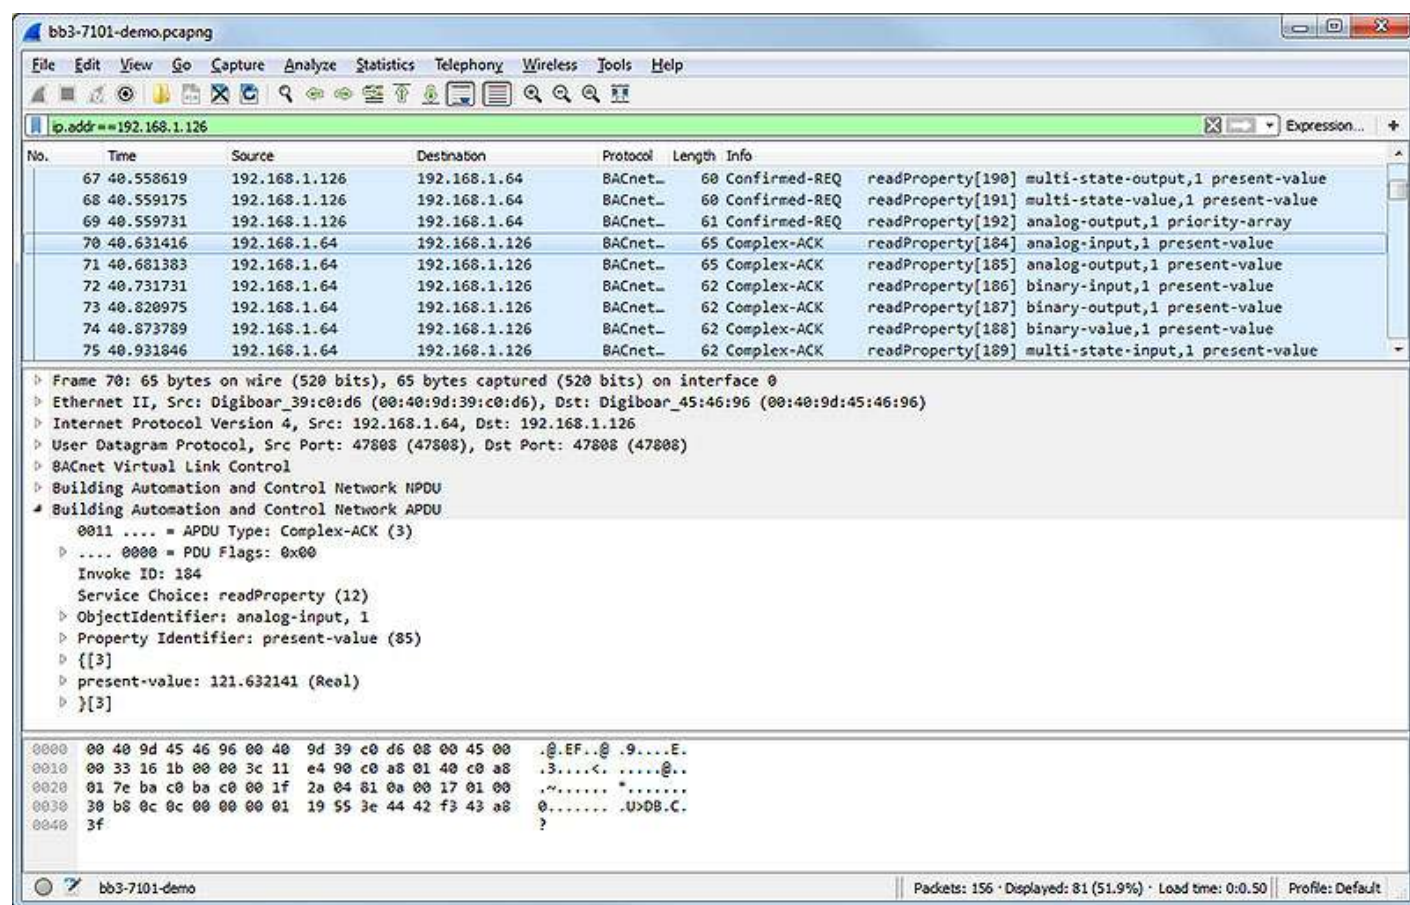 bb3-7101-demo.pcapng
File Edit View Go Capture Analyze Statistics Telephony Wireless Tools Help
ip.addr==192.168.1.126 Expression... +
No. Time Source Destination Protocol Length Info
67 40.558619 192.168.1.126 192.168.1.64 BACnet… 60 Confirmed-REQ readProperty[190] multi-state-output,1 present-value
68 40.559175 192.168.1.126 192.168.1.64 BACnet… 60 Confirmed-REQ readProperty[191] multi-state-value,1 present-value
69 40.559731 192.168.1.126 192.168.1.64 BACnet… 61 Confirmed-REQ readProperty[192] analog-output,1 priority-array
70 40.631416 192.168.1.64 192.168.1.126 BACnet… 65 Complex-ACK readProperty[184] analog-input,1 present-value
71 40.681383 192.168.1.64 192.168.1.126 BACnet… 65 Complex-ACK readProperty[185] analog-output,1 present-value
72 40.731731 192.168.1.64 192.168.1.126 BACnet… 62 Complex-ACK readProperty[186] binary-input,1 present-value
73 40.820975 192.168.1.64 192.168.1.126 BACnet… 62 Complex-ACK readProperty[187] binary-output,1 present-value
74 40.873789 192.168.1.64 192.168.1.126 BACnet… 62 Complex-ACK readProperty[188] binary-value,1 present-value
75 40.931846 192.168.1.64 192.168.1.126 BACnet… 62 Complex-ACK readProperty[189] multi-state-input,1 present-value
Frame 70: 65 bytes on wire (520 bits), 65 bytes captured (520 bits) on interface 0
Ethernet II, Src: Digiboar_39:c0:d6 (00:40:9d:39:c0:d6), Dst: Digiboar_45:46:96 (00:40:9d:45:46:96)
Internet Protocol Version 4, Src: 192.168.1.64, Dst: 192.168.1.126
User Datagram Protocol, Src Port: 47808 (47808), Dst Port: 47808 (47808)
BACnet Virtual Link Control
Building Automation and Control Network NPDU
Building Automation and Control Network APDU
0011 .... = APDU Type: Complex-ACK (3)
.... 0000 = PDU Flags: 0x00
Invoke ID: 184
Service Choice: readProperty (12)
ObjectIdentifier: analog-input, 1
Property Identifier: present-value (85)
{[3]
present-value: 121.632141 (Real)
}[3]
0000 00 40 9d 45 46 96 00 40 9d 39 c0 d6 08 00 45 00 .@.EF..@ .9....E.
0010 00 33 16 1b 00 00 3c 11 e4 90 c0 a8 01 40 c0 a8 .3....<. .....@..
0020 01 7e ba c0 ba c0 00 1f 2a 04 81 0a 00 17 01 00 .~...... *.......
0030 30 b8 0c 0c 00 00 00 01 19 55 3e 44 42 f3 43 a8 0....... .U>DB.C.
0040 3f ?
bb3-7101-demo Packets: 156 · Displayed: 81 (51.9%) · Load time: 0:0.50 Profile: Default